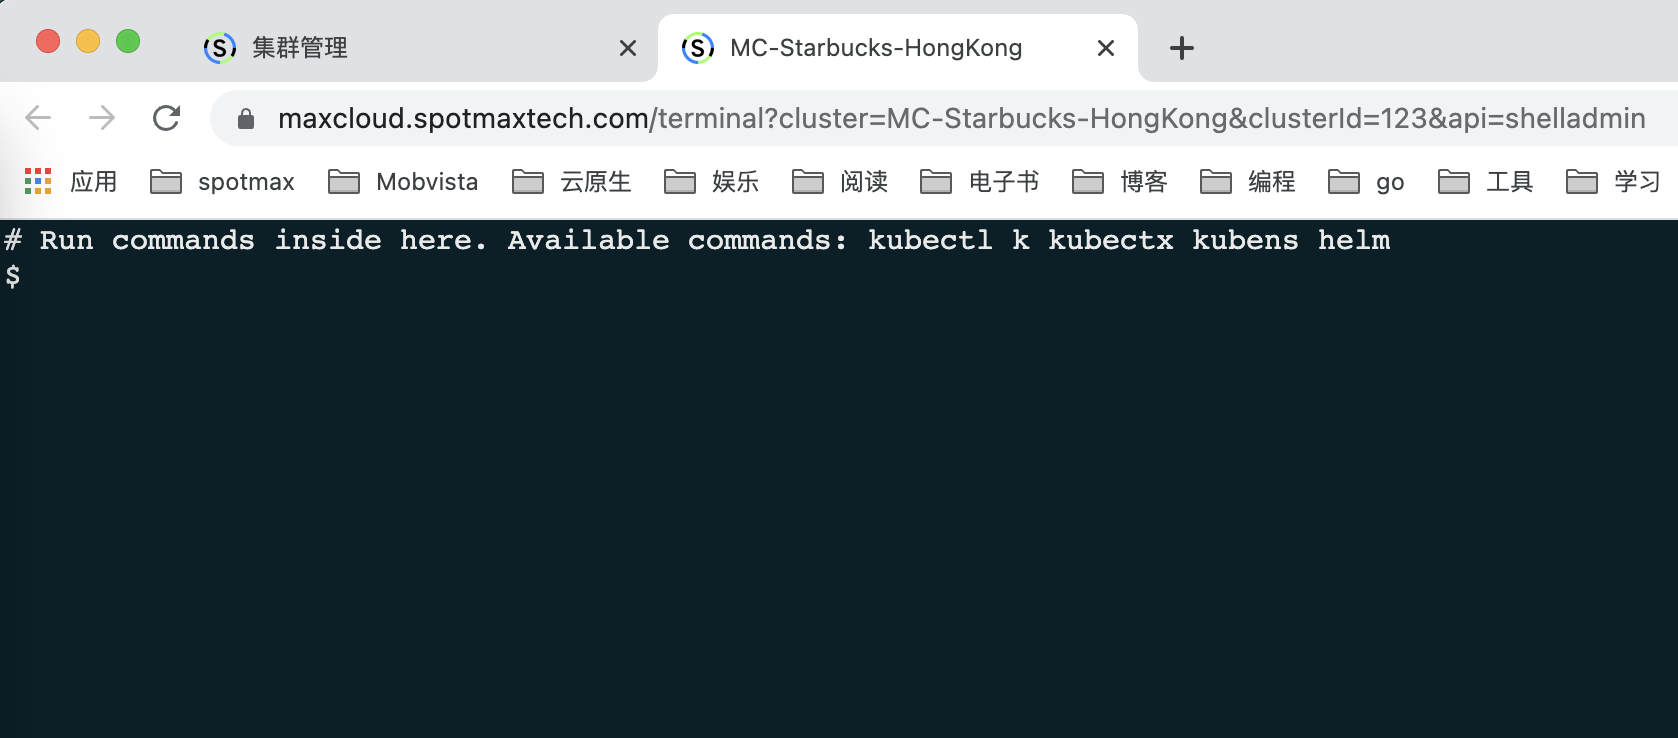 集群管理 MC-Starbucks-HongKong
maxcloud.spotmaxtech.com/terminal?cluster=MC-Starbucks-HongKong&clusterId=123&api=shelladmin
应用 spotmax Mobvista 云原生 娱乐 阅读 电子书 博客 编程 go 工具 学习
# Run commands inside here. Available commands: kubectl k kubectx kubens helm
$